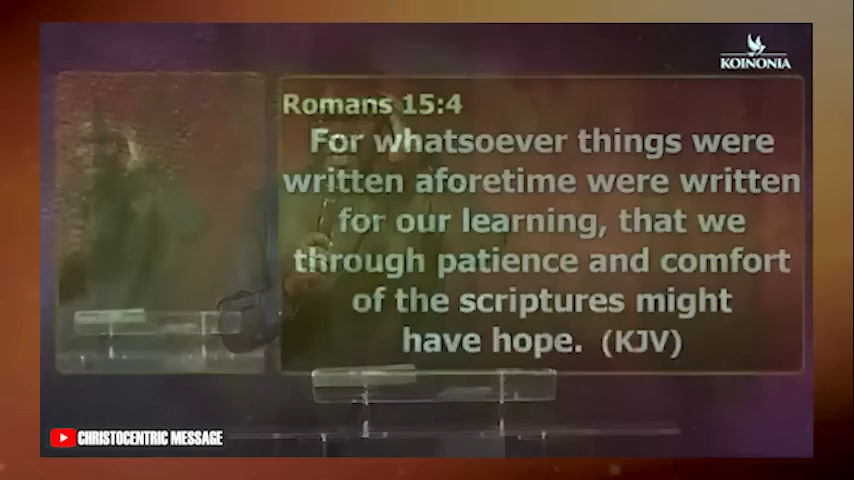 KOINONIA
Romans 15:4
For whatsoever things were
written aforetime were written
for our learning, that we
through patience and comfort
of the scriptures might
have hope. (KJV)
CHRISTOCENTRIC MESSAGE